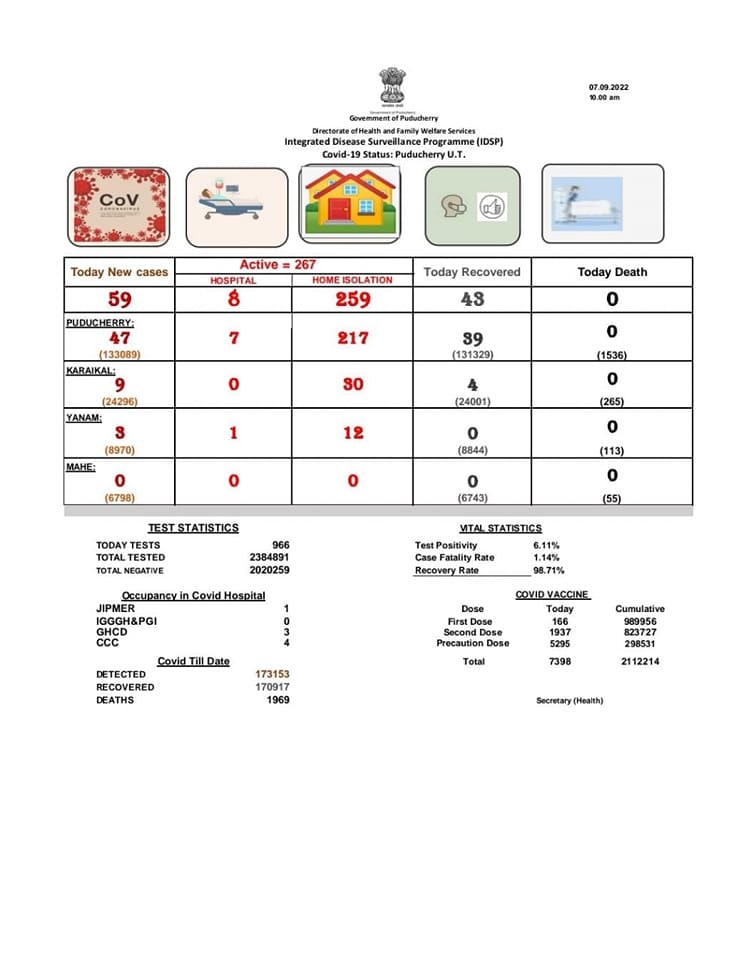 07.09.2022
10.00 am
Government of Puducherry
Government of Puducherry
Directorate of Health and Family Welfare Services
Integrated Disease Surveillance Programme (IDSP)
Covid-19 Status: Puducherry U.T.
CoV
CORONAVIRUS
Today New cases
Active = 267
HOSPITAL
HOME ISOLATION
Today Recovered
Today Death
59 8 259 43 0
PUDUCHERRY:
47 7 217 39 0
(133089) (131329) (1536)
KARAIKAL:
9 0 30 4 0
(24296) (24001) (265)
YANAM:
3 1 12 0 0
(8970) (8844) (113)
MAHE:
0 0 0 0 0
(6798) (6743) (55)
TEST STATISTICS
TODAY TESTS 966
TOTAL TESTED 2384891
TOTAL NEGATIVE 2020259
VITAL STATISTICS
Test Positivity 6.11%
Case Fatality Rate 1.14%
Recovery Rate 98.71%
Occupancy in Covid Hospital
JIPMER 1
IGGGH&PGI 0
GHCD 3
CCC 4
COVID VACCINE
Dose Today Cumulative
First Dose 166 989956
Second Dose 1937 823727
Precaution Dose 5295 298531
Total 7398 2112214
Covid Till Date
DETECTED 173153
RECOVERED 170917
DEATHS 1969
Secretary (Health)